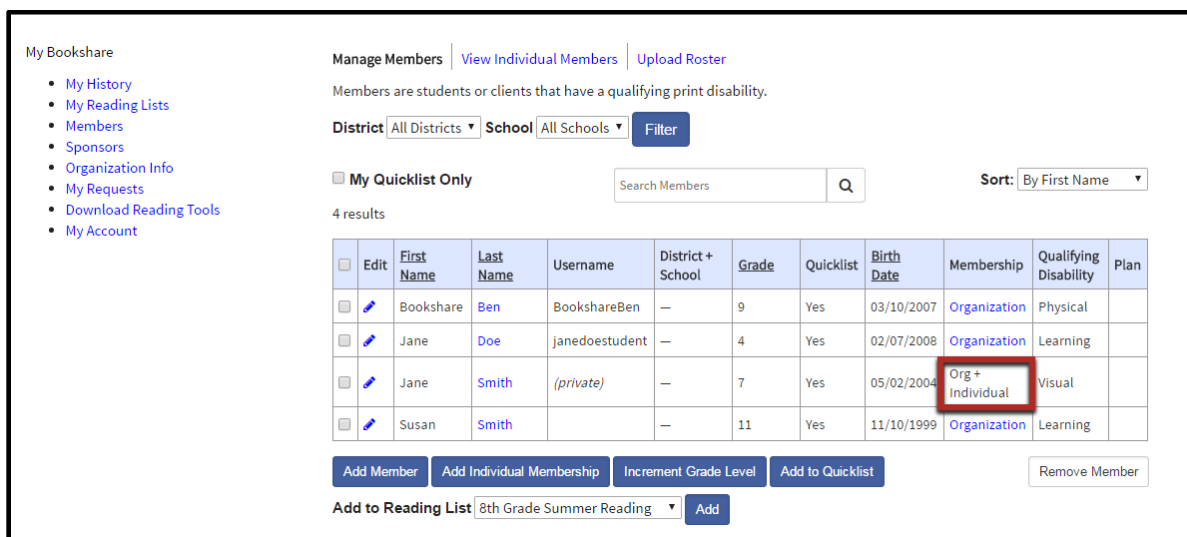 My Bookshare
My History
My Reading Lists
Members
Sponsors
Organization Info
My Requests
Download Reading Tools
My Account
Manage Members View Individual Members Upload Roster
Members are students or clients that have a qualifying print disability.
District All Districts School All Schools Filter
My Quicklist Only Search Members Sort: By First Name
4 results
Edit First Name Last Name Username District + School Grade Quicklist Birth Date Membership Qualifying Disability Plan
Bookshare Ben BookshareBen — 9 Yes 03/10/2007 Organization Physical
Jane Doe janedoestudent — 4 Yes 02/07/2008 Organization Learning
Jane Smith (private) — 7 Yes 05/02/2004 Org + Individual Visual
Susan Smith — 11 Yes 11/10/1999 Organization Learning
Add Member Add Individual Membership Increment Grade Level Add to Quicklist Remove Member
Add to Reading List 8th Grade Summer Reading Add